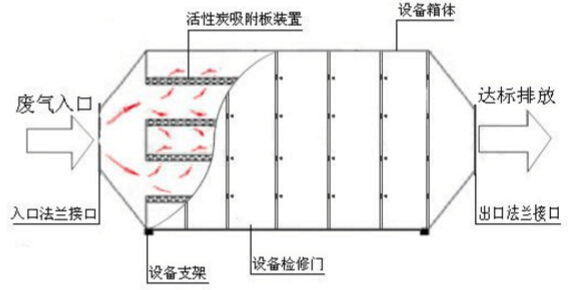 设备箱体
活性炭吸附板装置
废气入口
达标排放
入口法兰接口
出口法兰接口
设备支架
设备检修门